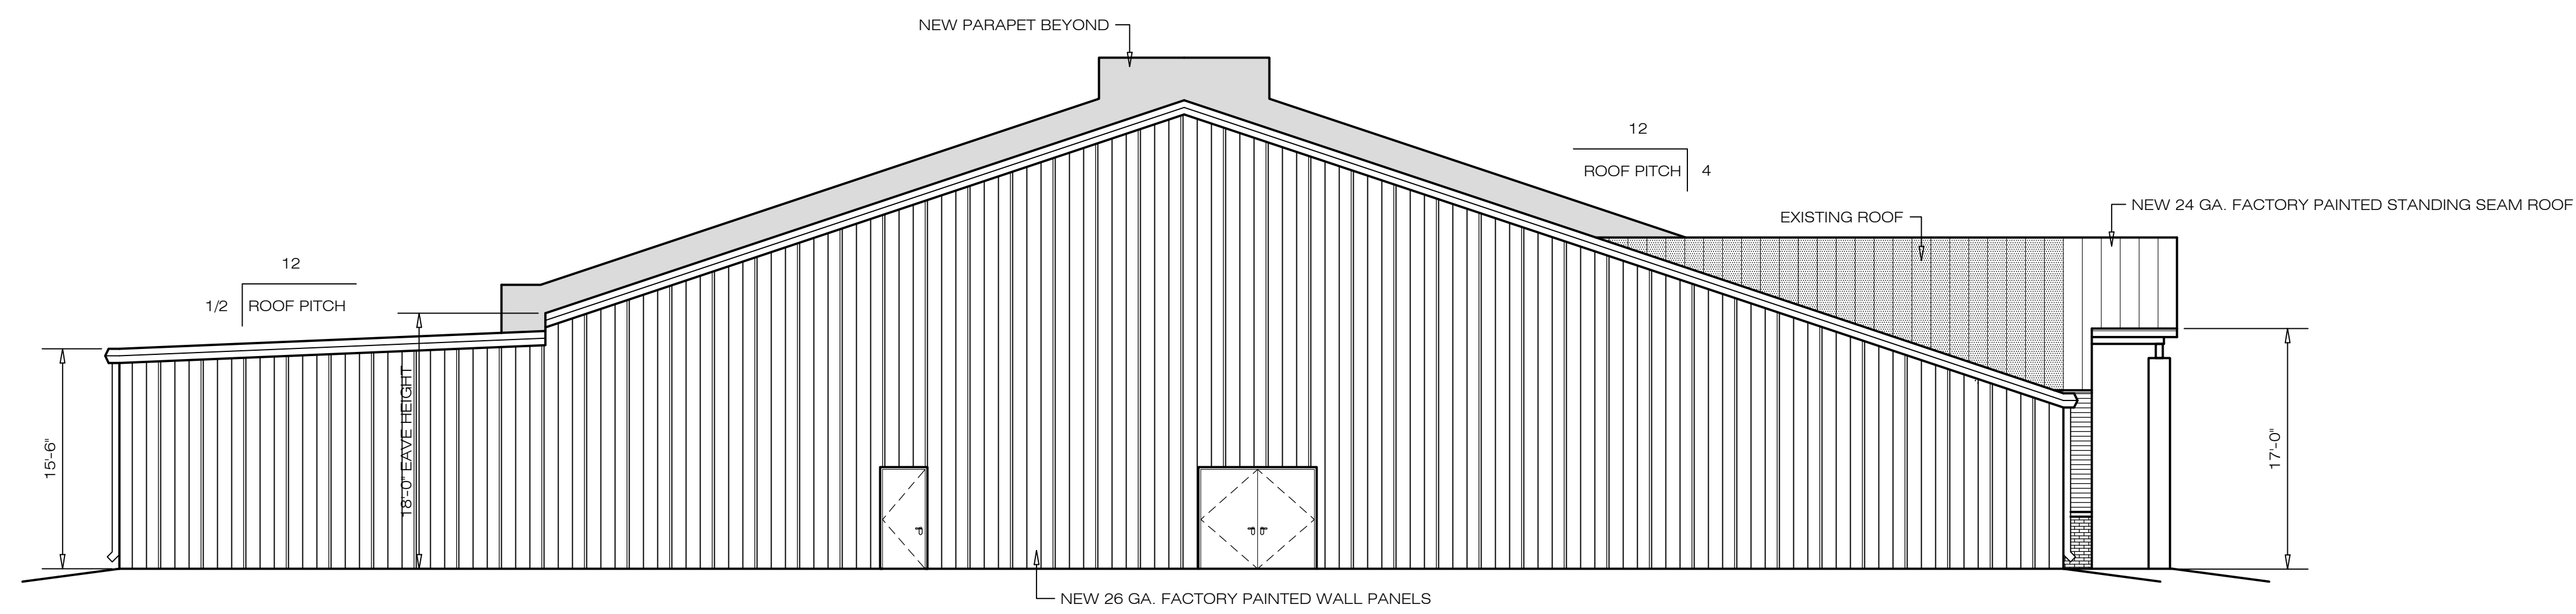 NEW PARAPET BEYOND
12
ROOF PITCH 4
NEW 24 GA. FACTORY PAINTED STANDING SEAM ROOF
EXISTING ROOF
12
1/2 ROOF PITCH
15'-6"
18'-0" EAVE HEIGHT
17'-0"
NEW 26 GA. FACTORY PAINTED WALL PANELS